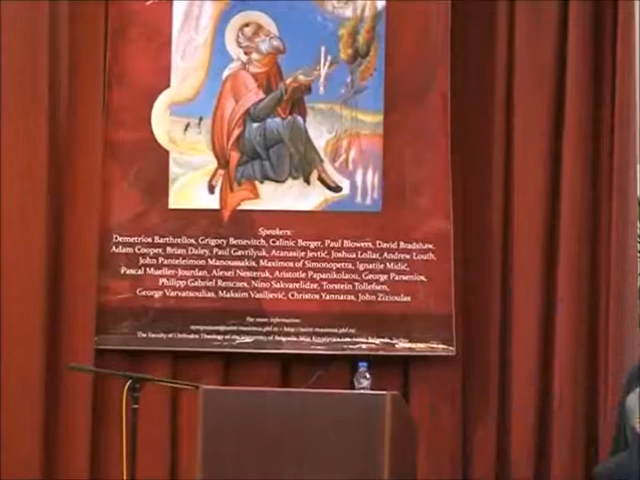 Speakers:
Demetrios Barthrellos, Grigory Benevitch, Calinic Berger, Paul Blowers, David Bradshaw,
Adam Cooper, Brian Daley, Paul Gavrilyuk, Atanasije Jevtić, Joshua Lollar, Andrew Louth,
John Panteleimon Manoussakis, Maximos of Simonopetra, Ignatije Midić,
Pascal Mueller-Jourdan, Alexei Nesteruk, Aristotle Papanikolaou, George Parsenios,
Philipp Gabriel Renczes, Nino Sakvarelidze, Torstein Tollefsen,
George Varvatsoulias, Maksim Vasiljević, Christos Yannaras, John Zizioulas
For more information:
The Faculty of Orthodox Theology of the University of Belgrade,